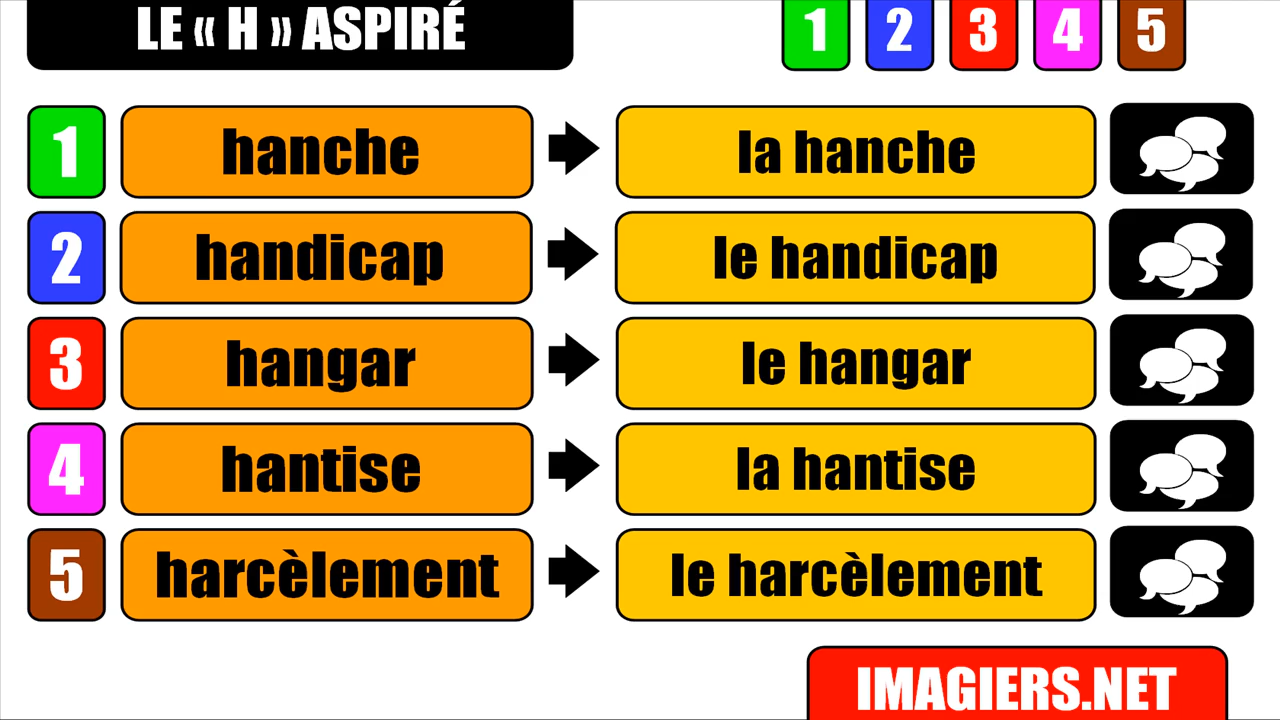 LE « H » ASPIRÉ
1 2 3 4 5
1 hanche la hanche
2 handicap le handicap
3 hangar le hangar
4 hantise la hantise
5 harcèlement le harcèlement
IMAGIERS.NET